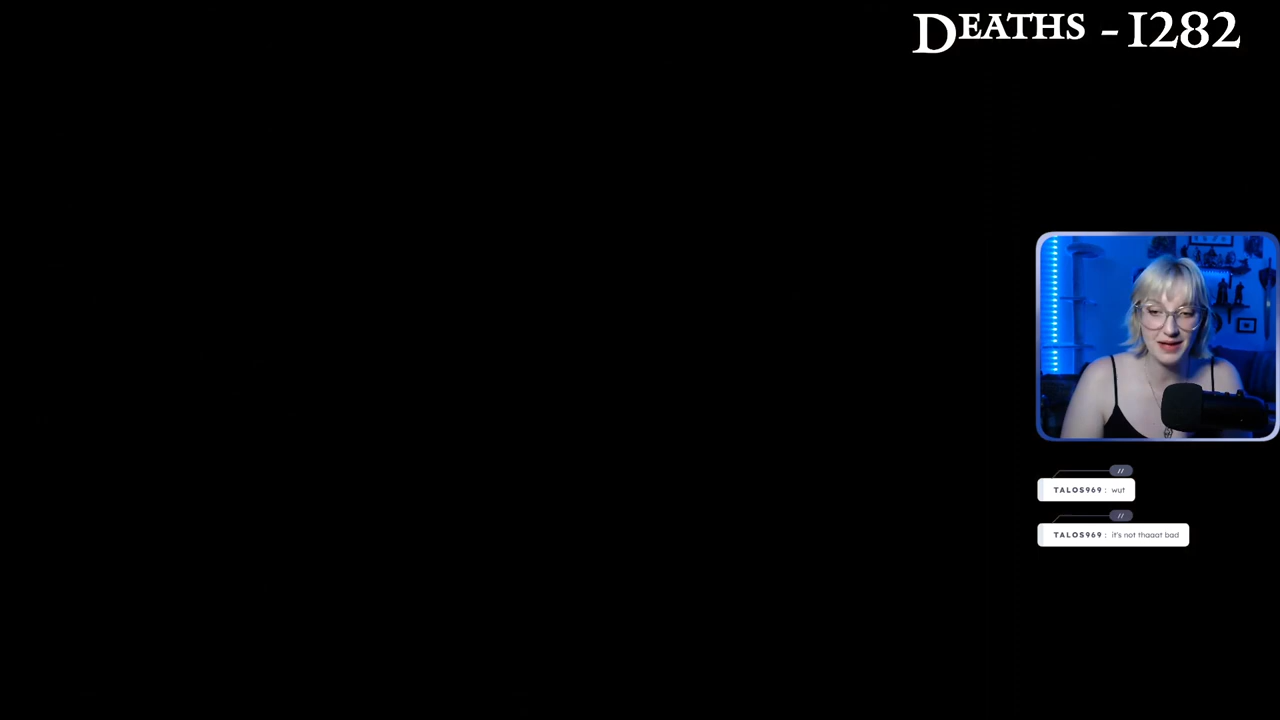 DEATHS - 1282
//
TALOS969 : wut
//
TALOS969 : it's not thaaat bad